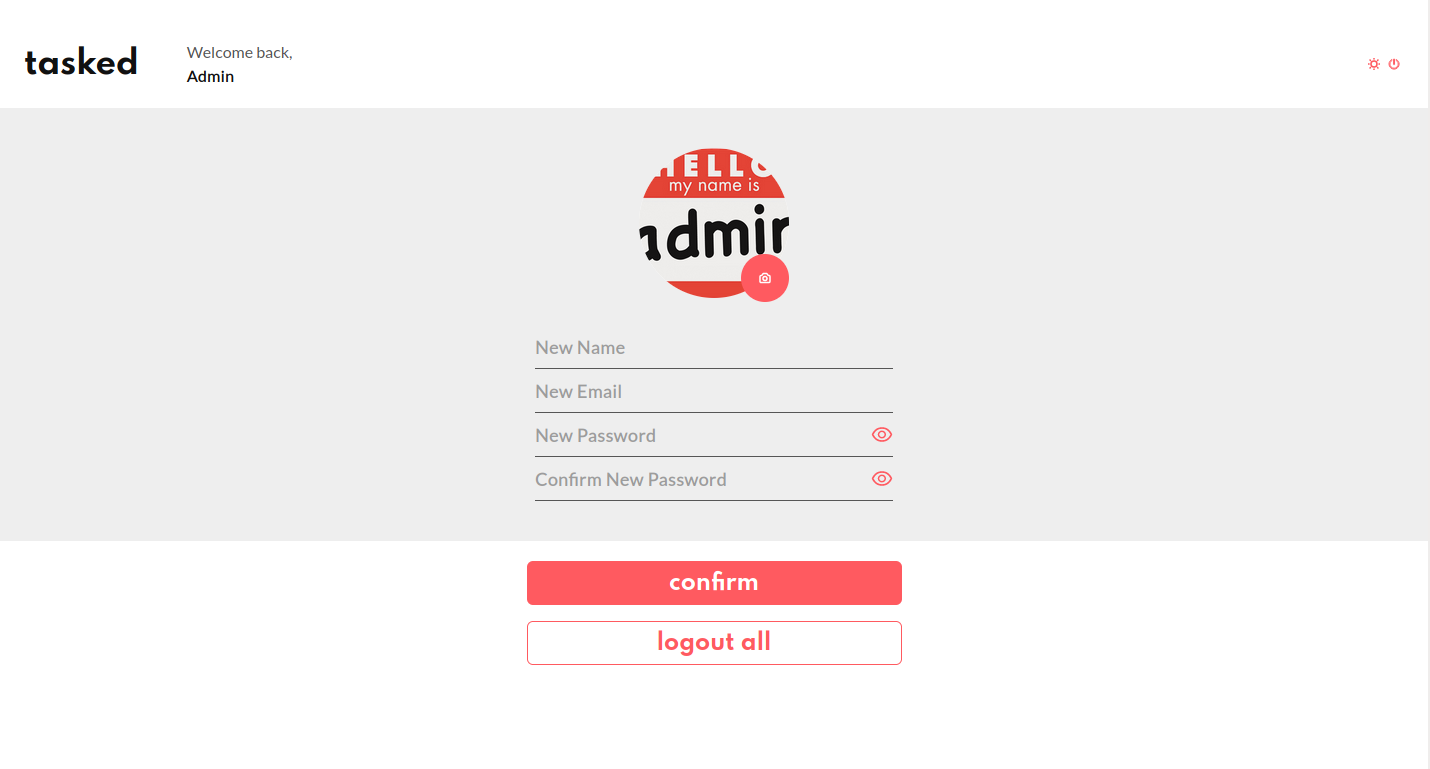 tasked
Welcome back,
Admin
HELLO
my name is
admin
New Name
New Email
New Password
Confirm New Password
confirm
logout all